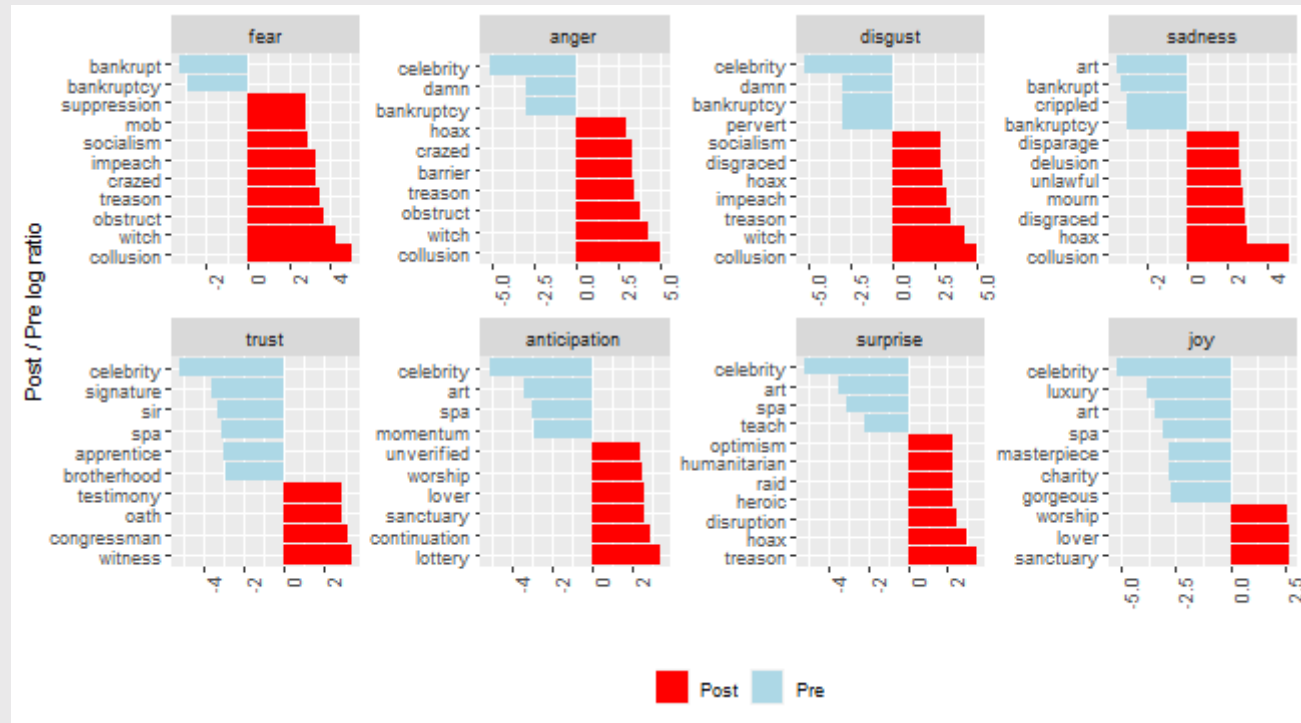 Post / Pre log ratio
fear
bankrupt
bankruptcy
suppression
mob
socialism
impeach
crazed
treason
obstruct
witch
collusion
-2
0
2
4
anger
celebrity
damn
bankruptcy
hoax
crazed
barrier
treason
obstruct
witch
collusion
-5.0
-2.5
0.0
2.5
5.0
disgust
celebrity
damn
bankruptcy
pervert
socialism
disgraced
hoax
impeach
treason
witch
collusion
-5.0
-2.5
0.0
2.5
5.0
sadness
art
bankrupt
crippled
bankruptcy
disparage
delusion
unlawful
mourn
disgraced
hoax
collusion
-2
0
2
4
trust
celebrity
signature
sir
spa
apprentice
brotherhood
testimony
oath
congressman
witness
-4
-2
0
2
anticipation
celebrity
art
spa
momentum
unverified
worship
lover
sanctuary
continuation
lottery
-4
-2
0
2
surprise
celebrity
art
spa
teach
optimism
humanitarian
raid
heroic
disruption
hoax
treason
-4
-2
0
2
joy
celebrity
luxury
art
spa
masterpiece
charity
gorgeous
worship
lover
sanctuary
-5.0
-2.5
0.0
2.5
Post
Pre